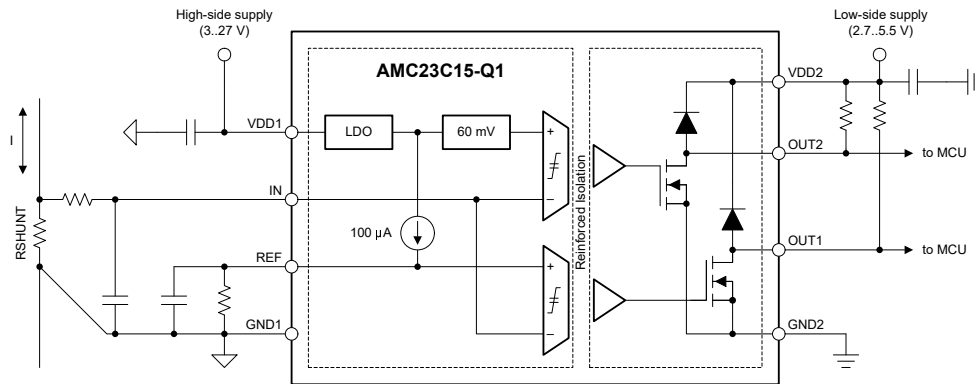 High-side supply
(3..27 V)
Low-side supply
(2.7..5.5 V)
AMC23C15-Q1
VDD1
LDO
60 mV
+
–
VDD2
OUT2
to MCU
I
RSHUNT
IN
100 µA
REF
+
–
Reinforced Isolation
OUT1
to MCU
GND1
GND2